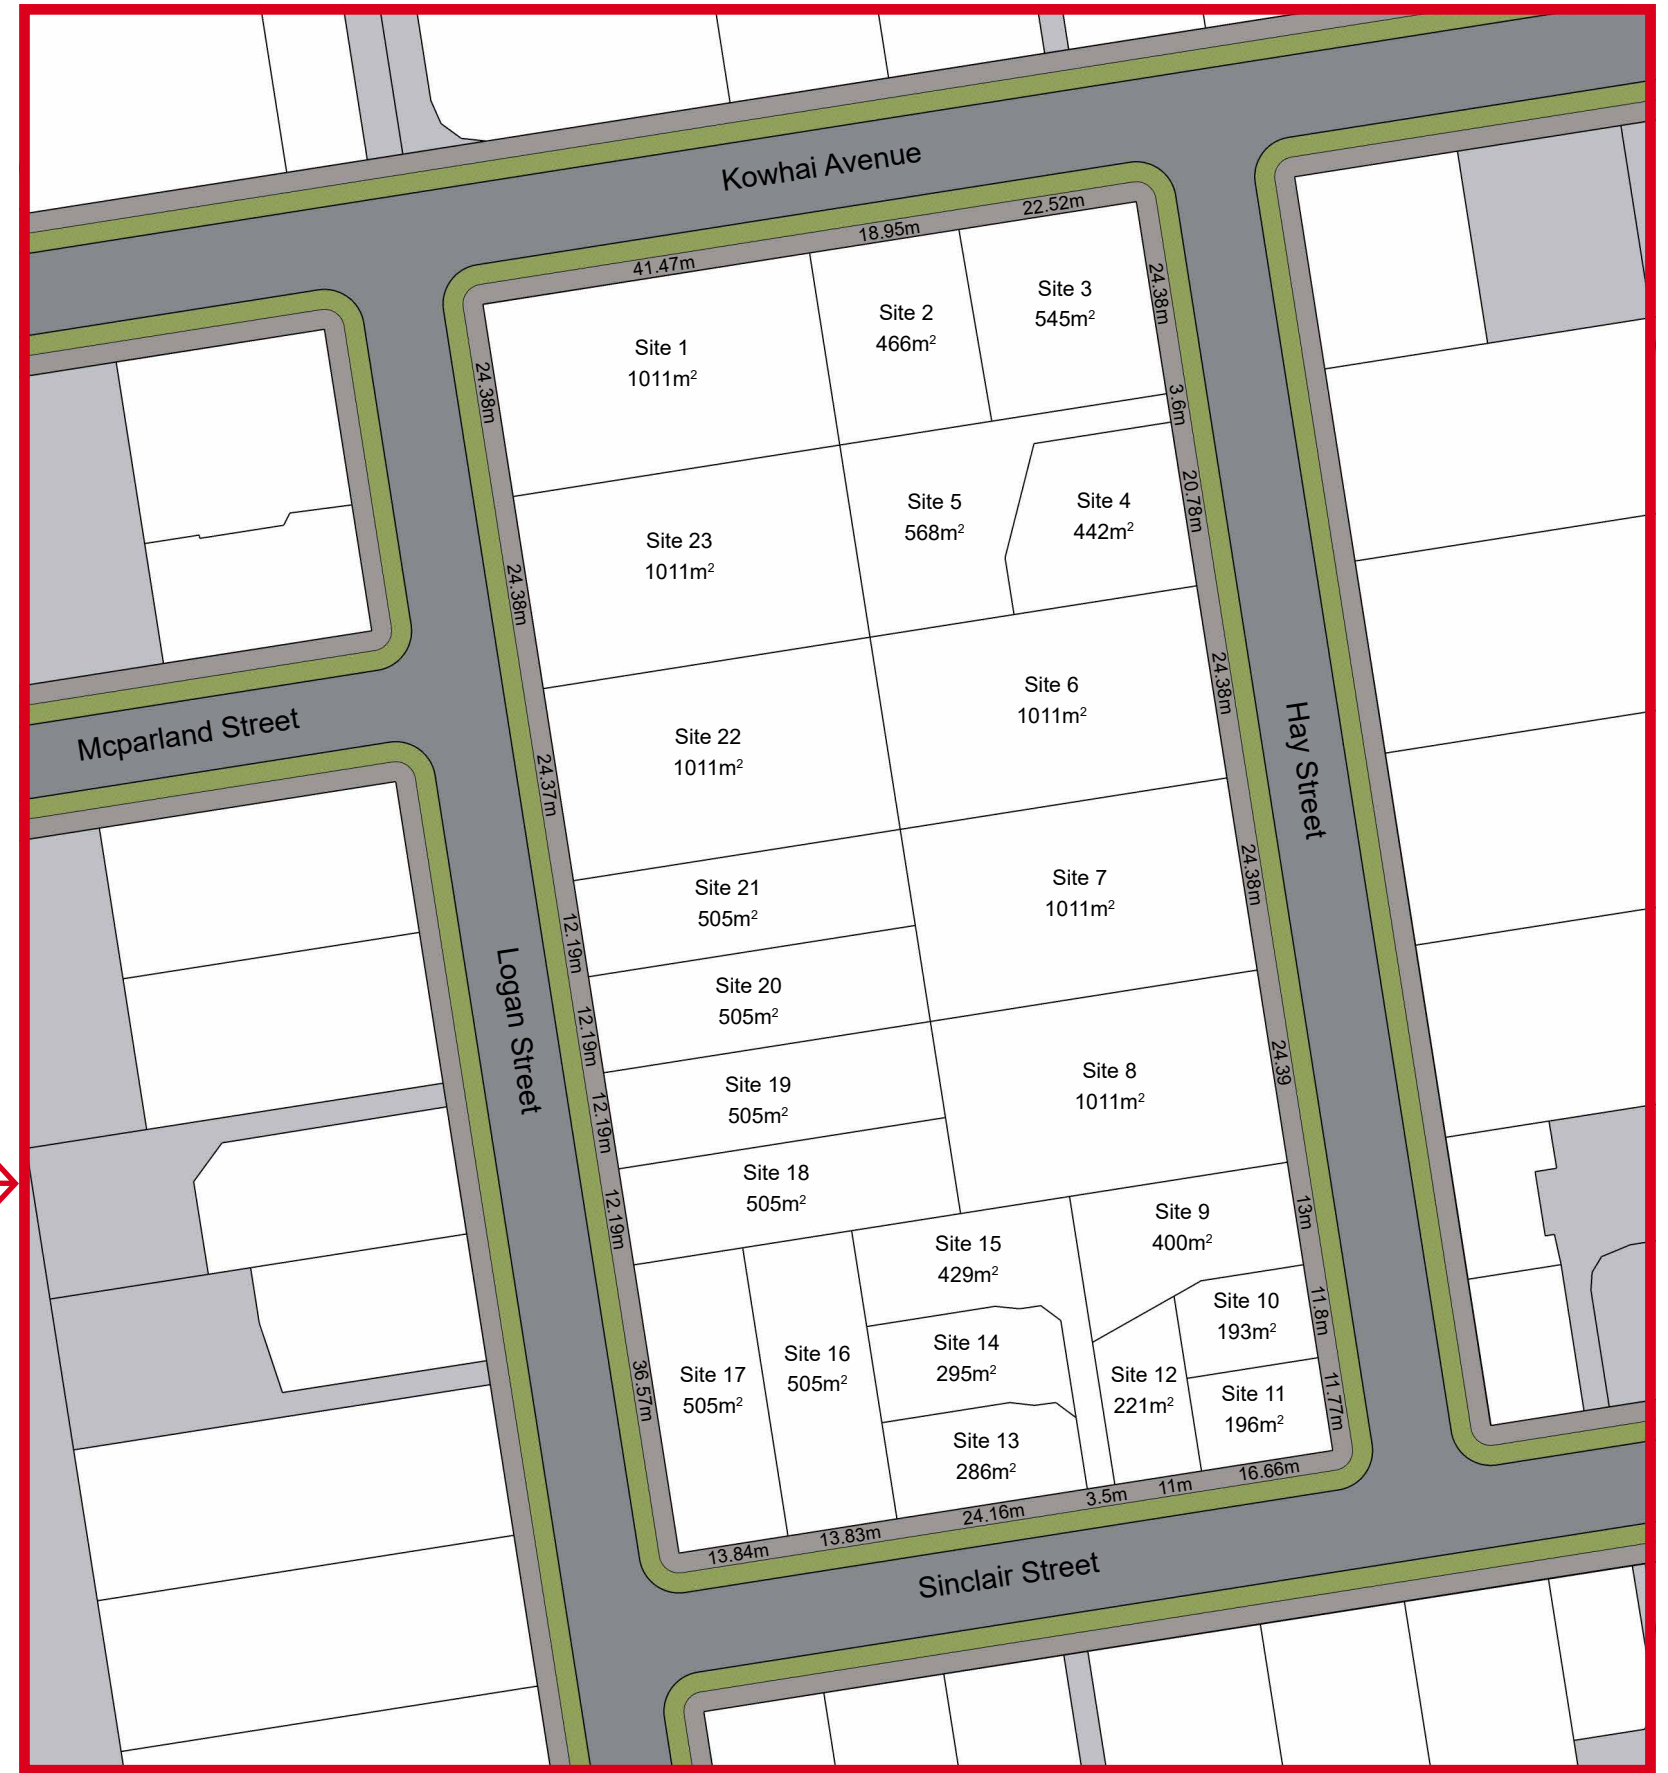 Kowhai Avenue
22.52m
18.95m
41.47m
24.38m
Site 3
545m²
Site 2
466m²
Site 1
1011m²
24.38m
3.6m
20.78m
Site 5
568m²
Site 4
442m²
Site 23
1011m²
24.38m
24.38m
Site 6
1011m²
Site 22
1011m²
24.37m
Mcparland Street
Hay Street
24.38m
Site 7
1011m²
Site 21
505m²
12.19m
Logan Street
Site 20
505m²
12.19m
24.39
Site 8
1011m²
Site 19
505m²
12.19m
Site 18
505m²
12.19m
13m
Site 9
400m²
Site 15
429m²
11.8m
Site 10
193m²
Site 14
295m²
Site 16
505m²
Site 17
505m²
36.57m
Site 12
221m²
Site 11
196m²
11.77m
Site 13
286m²
16.66m
11m
3.5m
24.16m
13.83m
13.84m
Sinclair Street